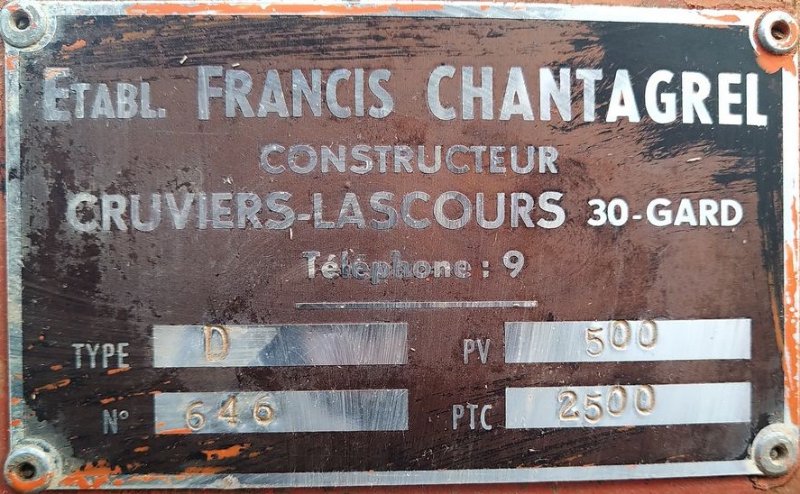 ETABL. FRANCIS CHANTAGREL
CONSTRUCTEUR
CRUVIERS-LASCOURS 30-GARD
Téléphone : 9
TYPE D PV 500
N° 646 PTC 2500